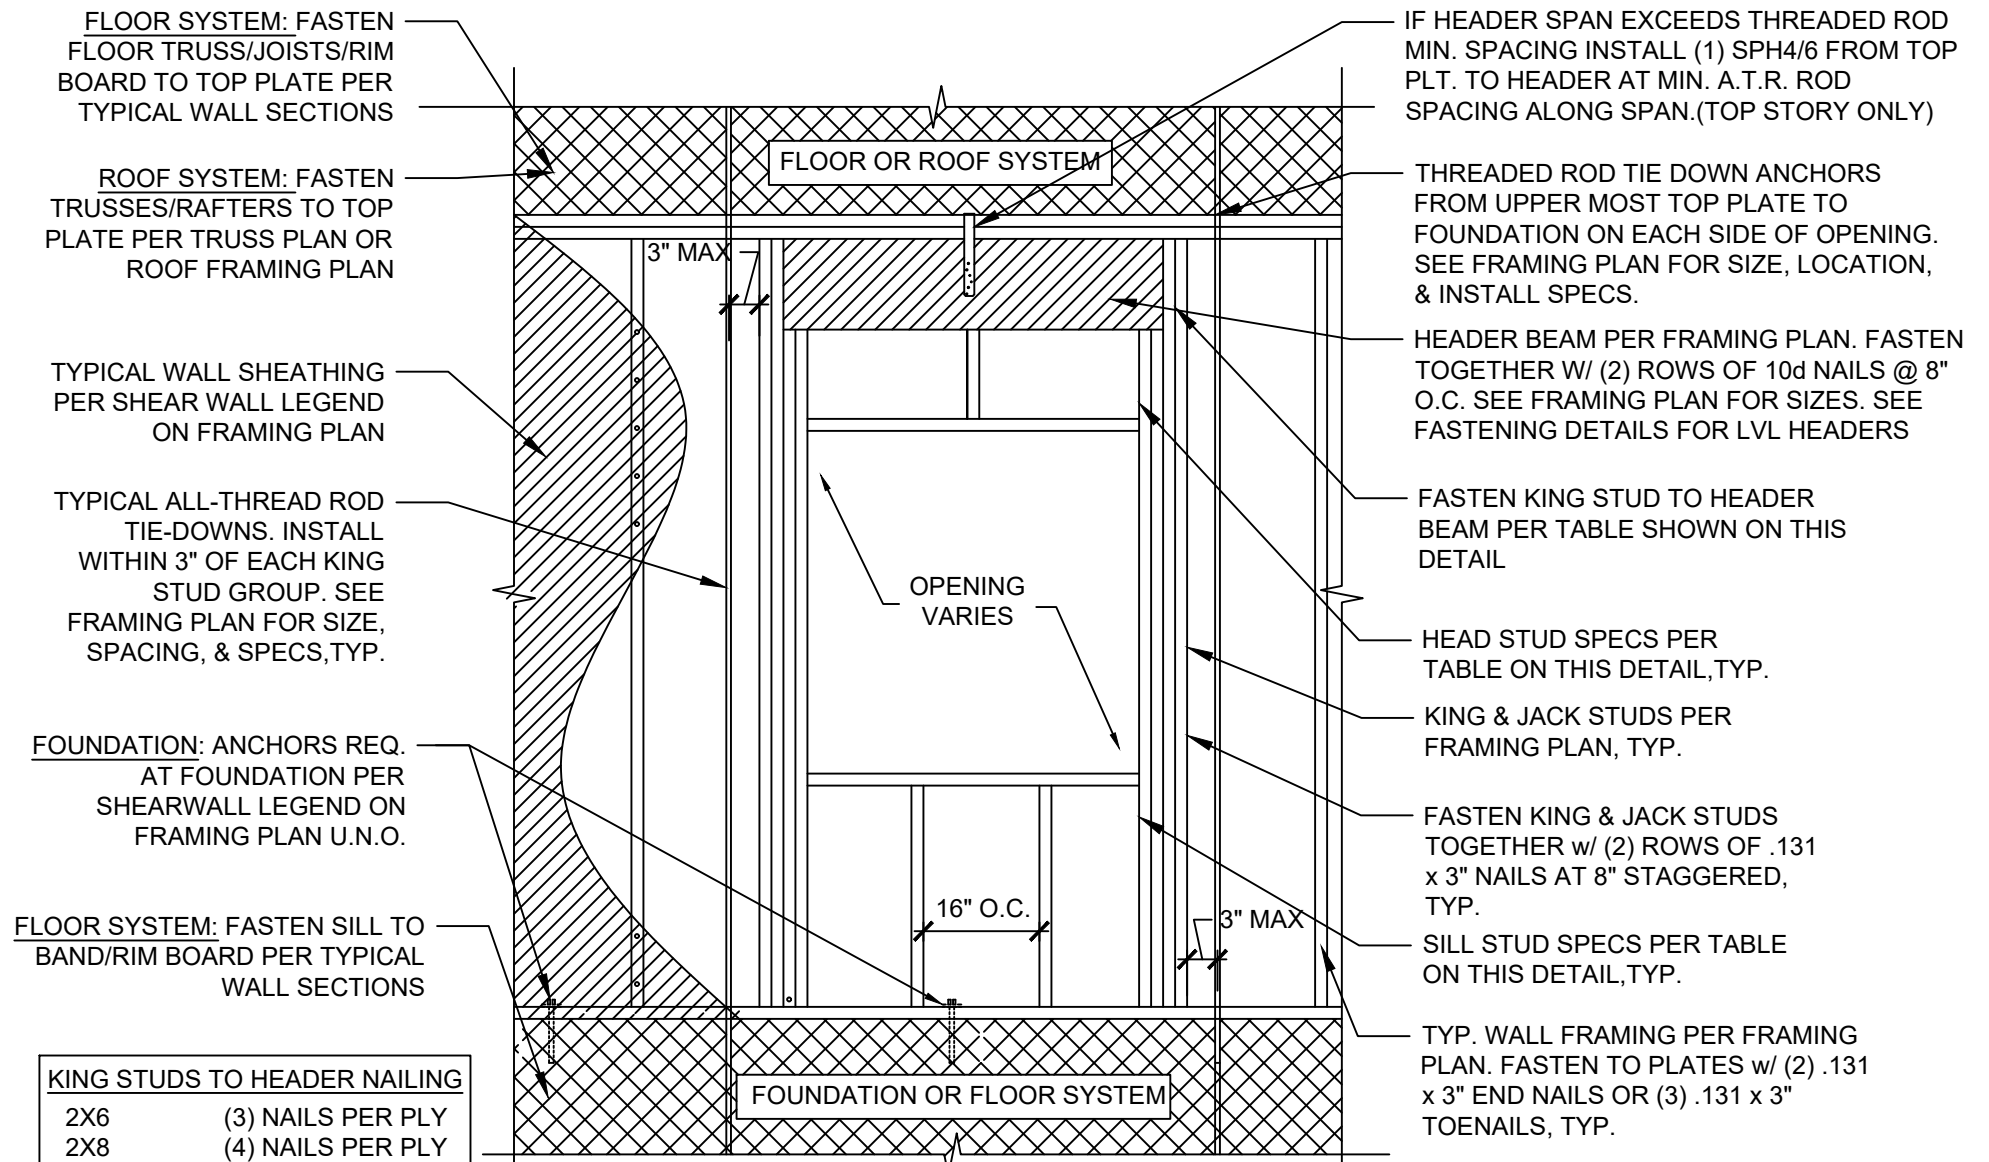 FLOOR SYSTEM: FASTEN
FLOOR TRUSS/JOISTS/RIM
BOARD TO TOP PLATE PER
TYPICAL WALL SECTIONS
ROOF SYSTEM: FASTEN
TRUSSES/RAFTERS TO TOP
PLATE PER TRUSS PLAN OR
ROOF FRAMING PLAN
TYPICAL WALL SHEATHING
PER SHEAR WALL LEGEND
ON FRAMING PLAN
TYPICAL ALL-THREAD ROD
TIE-DOWNS. INSTALL
WITHIN 3" OF EACH KING
STUD GROUP. SEE
FRAMING PLAN FOR SIZE,
SPACING, & SPECS,TYP.
FOUNDATION: ANCHORS REQ.
AT FOUNDATION PER
SHEARWALL LEGEND ON
FRAMING PLAN U.N.O.
FLOOR SYSTEM: FASTEN SILL TO
BAND/RIM BOARD PER TYPICAL
WALL SECTIONS
KING STUDS TO HEADER NAILING
2X6 (3) NAILS PER PLY
2X8 (4) NAILS PER PLY
FLOOR OR ROOF SYSTEM
3" MAX
OPENING
VARIES
16" O.C.
3" MAX
FOUNDATION OR FLOOR SYSTEM
IF HEADER SPAN EXCEEDS THREADED ROD
MIN. SPACING INSTALL (1) SPH4/6 FROM TOP
PLT. TO HEADER AT MIN. A.T.R. ROD
SPACING ALONG SPAN.(TOP STORY ONLY)
THREADED ROD TIE DOWN ANCHORS
FROM UPPER MOST TOP PLATE TO
FOUNDATION ON EACH SIDE OF OPENING.
SEE FRAMING PLAN FOR SIZE, LOCATION,
& INSTALL SPECS.
HEADER BEAM PER FRAMING PLAN. FASTEN
TOGETHER W/ (2) ROWS OF 10d NAILS @ 8"
O.C. SEE FRAMING PLAN FOR SIZES. SEE
FASTENING DETAILS FOR LVL HEADERS
FASTEN KING STUD TO HEADER
BEAM PER TABLE SHOWN ON THIS
DETAIL
HEAD STUD SPECS PER
TABLE ON THIS DETAIL,TYP.
KING & JACK STUDS PER
FRAMING PLAN, TYP.
FASTEN KING & JACK STUDS
TOGETHER w/ (2) ROWS OF .131
x 3" NAILS AT 8" STAGGERED,
TYP.
SILL STUD SPECS PER TABLE
ON THIS DETAIL,TYP.
TYP. WALL FRAMING PER FRAMING
PLAN. FASTEN TO PLATES w/ (2) .131
x 3" END NAILS OR (3) .131 x 3"
TOENAILS, TYP.